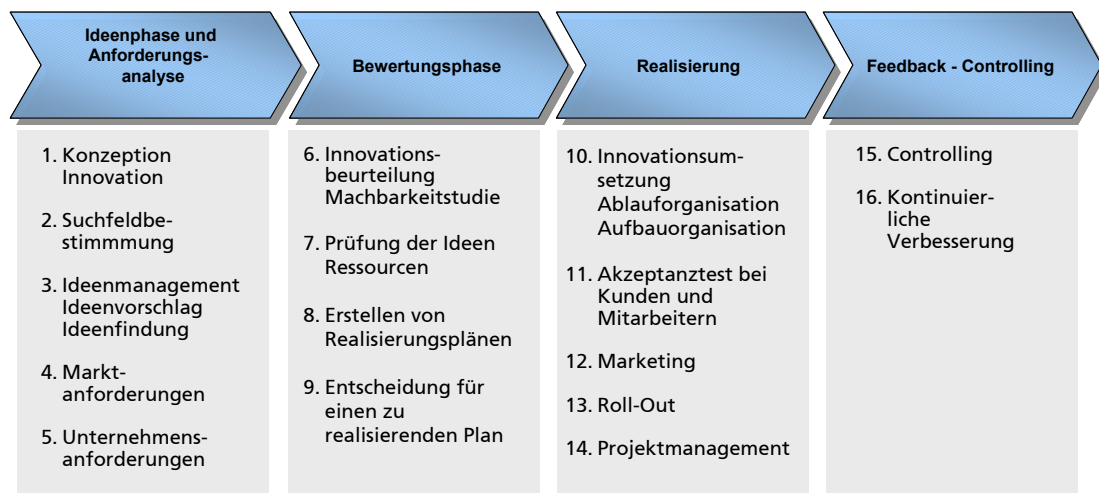 Ideenphase und
Anforderungs-
analyse
Bewertungsphase
Realisierung
Feedback - Controlling
1. Konzeption
Innovation
2. Suchfeldbe-
stimmmung
3. Ideenmanagement
Ideenvorschlag
Ideenfindung
4. Markt-
anforderungen
5. Unternehmens-
anforderungen
6. Innovations-
beurteilung
Machbarkeitstudie
7. Prüfung der Ideen
Ressourcen
8. Erstellen von
Realisierungsplänen
9. Entscheidung für
einen zu
realisierenden Plan
10. Innovationsum-
setzung
Ablauforganisation
Aufbauorganisation
11. Akzeptanztest bei
Kunden und
Mitarbeitern
12. Marketing
13. Roll-Out
14. Projektmanagement
15. Controlling
16. Kontinuier-
liche
Verbesserung